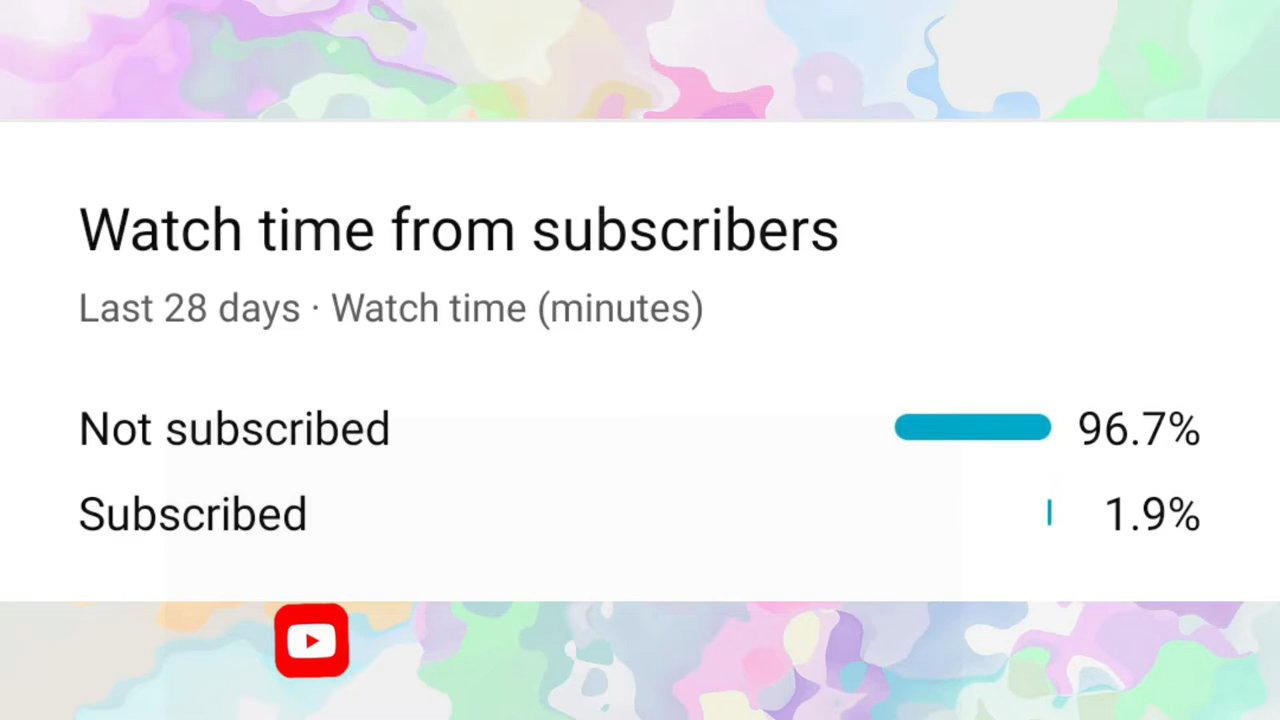 Watch time from subscribers
Last 28 days · Watch time (minutes)
Not subscribed 96.7%
Subscribed 1.9%